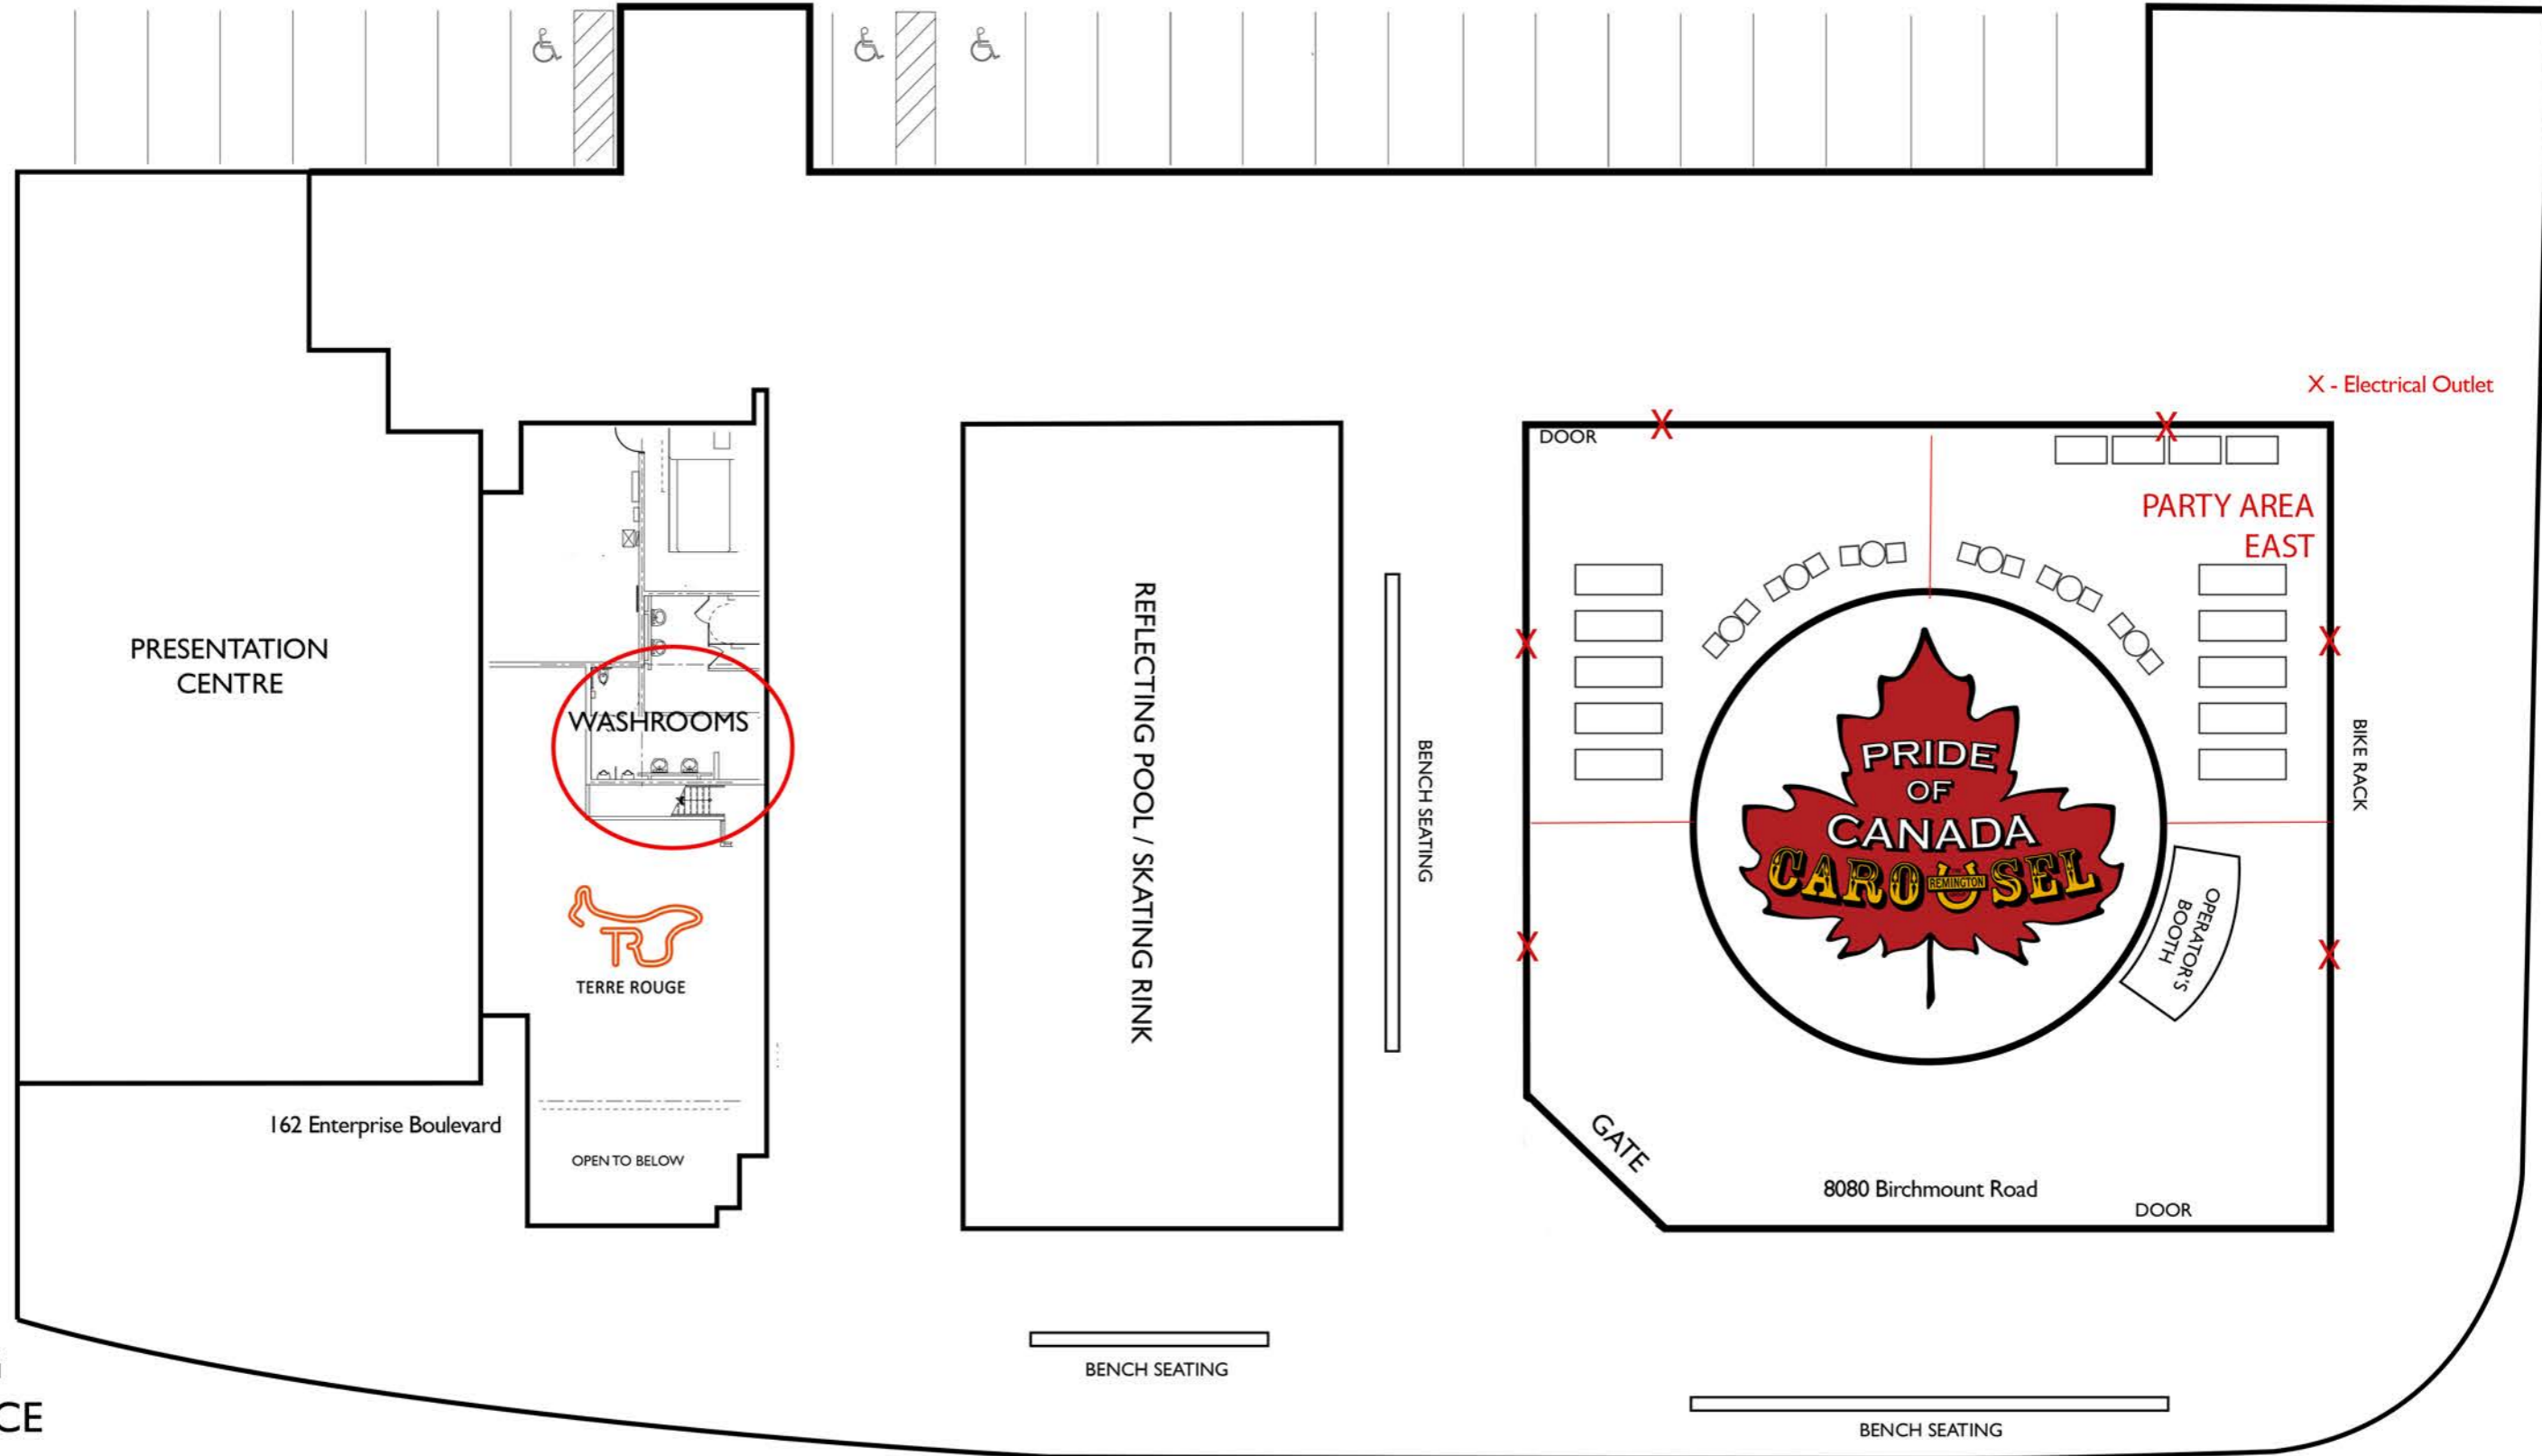 X - Electrical Outlet
DOOR
PARTY AREA
EAST
PRESENTATION
CENTRE
WASHROOMS
REFLECTING POOL / SKATING RINK
BENCH SEATING
BIKE RACK
PRIDE
OF
CANADA
CAROUSEL
REMINGTON
OPERATOR'S
BOOTH
TR
TERRE ROUGE
162 Enterprise Boulevard
OPEN TO BELOW
GATE
8080 Birchmount Road
DOOR
BENCH SEATING
BENCH SEATING
CE